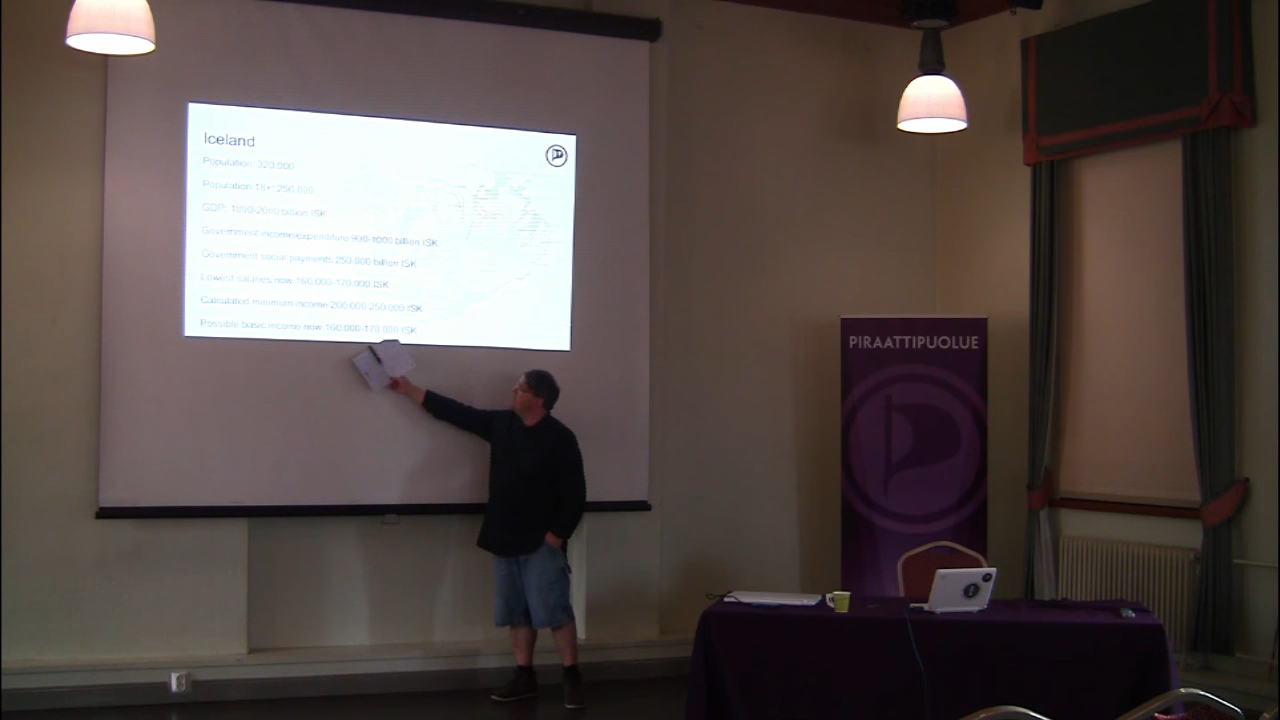 Iceland
Population: 320.000
Population 18+: 250.000
GDP: billion ISK
Government income/expenditure 900-1000 billion ISK
Government social payments 250.000 billion ISK
Lowest salaries now 160.000-170.000 ISK
Calculated minimum income 200.000-250.000 ISK
Possible basic income now 160.000-170.000 ISK
PIRAATTIPUOLUE